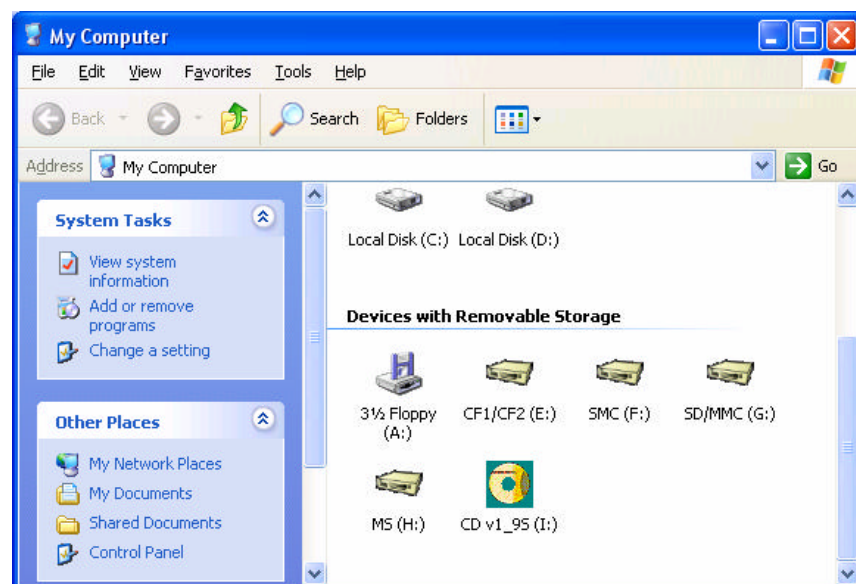 My Computer
File Edit View Favorites Tools Help
Back Search Folders
Address My Computer Go
System Tasks
View system
information
Add or remove
programs
Change a setting
Other Places
My Network Places
My Documents
Shared Documents
Control Panel
Local Disk (C:) Local Disk (D:)
Devices with Removable Storage
3½ Floppy
(A:)
CF1/CF2 (E:) SMC (F:) SD/MMC (G:)
MS (H:) CD v1_95 (I:)